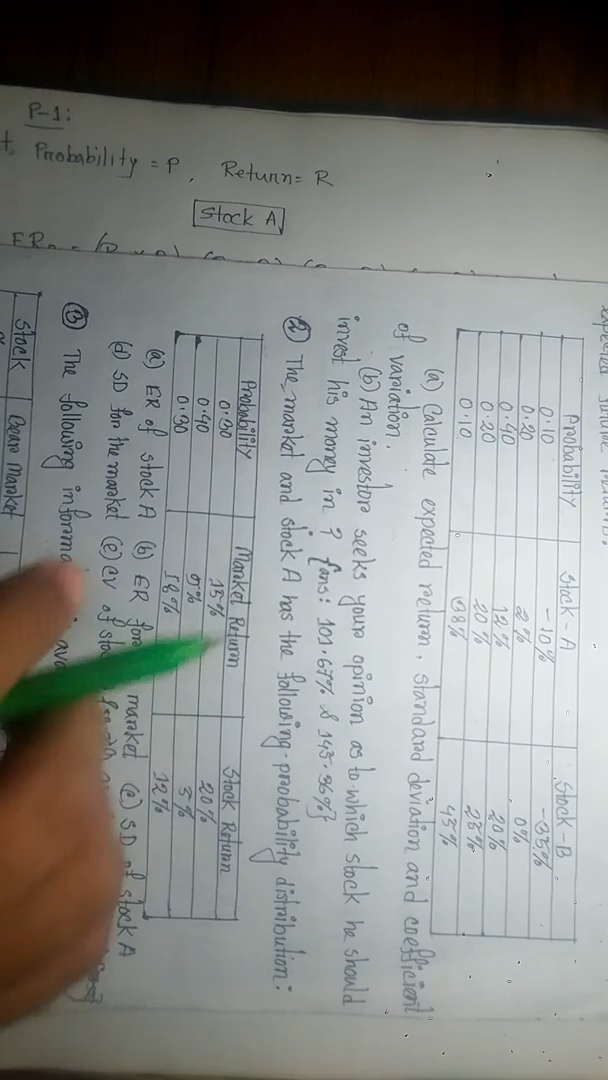 P-1:
Probability = P, Return = R
Stock A
Probability Stock-A Stock-B
0.10 -10% -35%
0.20 2% 0%
0.40 12% 20%
0.20 20% 25%
0.10 38% 45%
(a) Calculate expected return, standard deviation and coefficient
of variation.
(b) An investor seeks your opinion as to which stock he should
invest his money in? {ans: 101.67% & 143.36%}
② The market and stock A has the following probability distribution:
Probability Market Return Stock Return
0.30 15% 20%
0.40 9% 5%
0.30 18% 12%
(a) ER of stock A (b) ER for market (c) SD of stock A
(d) SD for the market (e) CV of
③ The following
Stock